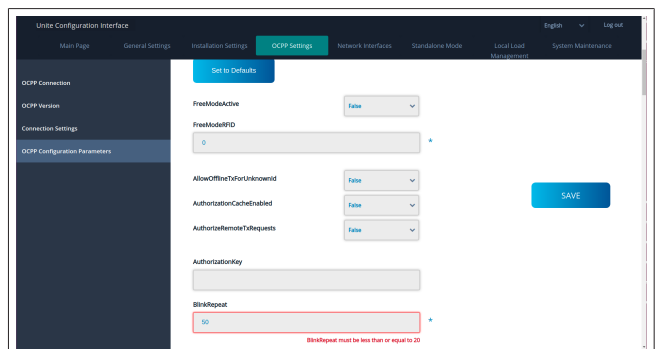 Unite Configuration Interface
English
Log out
Main Page
General Settings
Installation Settings
OCPP Settings
Network Interfaces
Standalone Mode
Local Load
Management
System Maintenance
OCPP Connection
OCPP Version
Connection Settings
OCPP Configuration Parameters
Set to Defaults
FreeModeActive
False
FreeModeRFID
0
*
AllowOfflineTxForUnknownId
False
AuthorizationCacheEnabled
False
AuthorizeRemoteTxRequests
False
AuthorizationKey
BlinkRepeat
50
*
BlinkRepeat must be less than or equal to 20
SAVE